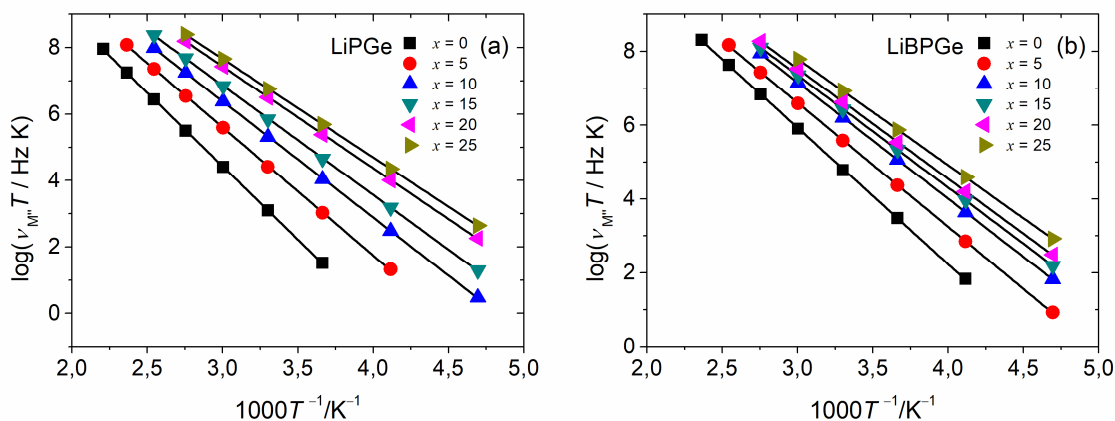 LiPGe
x = 0
(a)
x = 5
x = 10
x = 15
x = 20
x = 25
log(ν_M'' T / Hz K)
8
6
4
2
0
2,0
2,5
3,0
3,5
4,0
4,5
5,0
1000T⁻¹/K⁻¹
LiBPGe
x = 0
(b)
x = 5
x = 10
x = 15
x = 20
x = 25
log(ν_M'' T / Hz K)
8
6
4
2
0
2,0
2,5
3,0
3,5
4,0
4,5
5,0
1000T⁻¹/K⁻¹